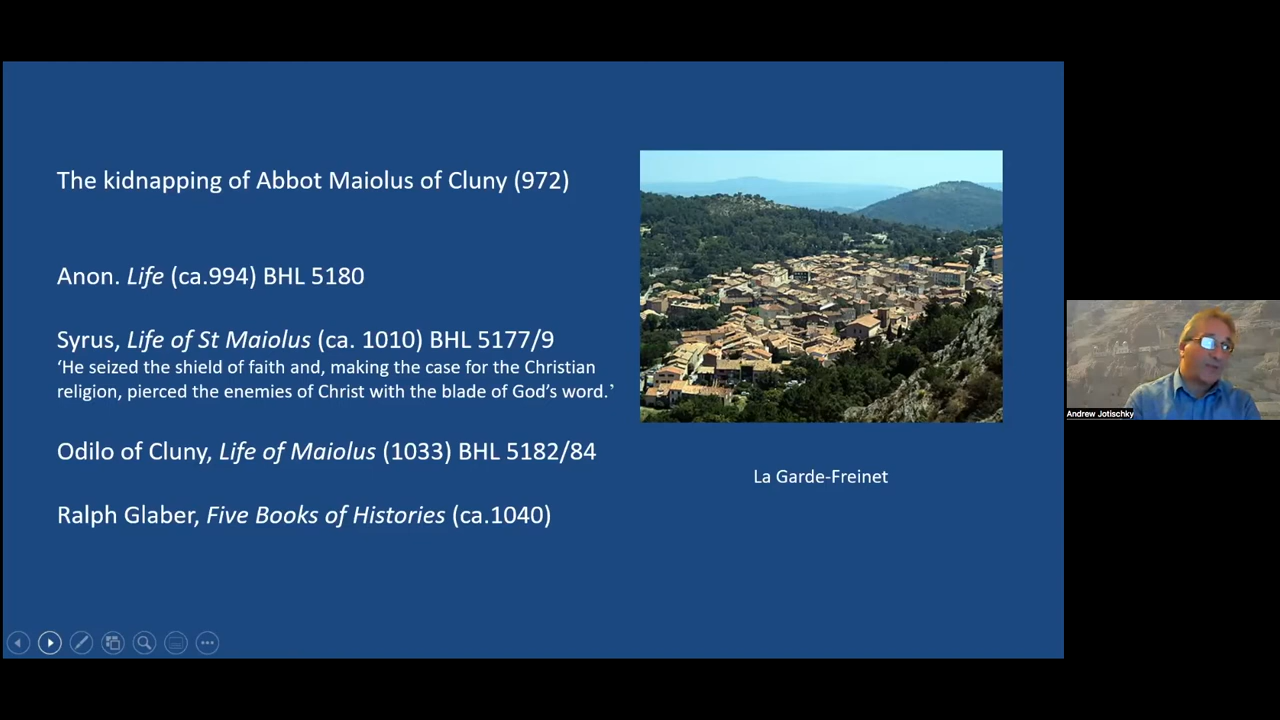 The kidnapping of Abbot Maiolus of Cluny (972)
Anon. Life (ca.994) BHL 5180
Syrus, Life of St Maiolus (ca. 1010) BHL 5177/9
‘He seized the shield of faith and, making the case for the Christian
religion, pierced the enemies of Christ with the blade of God’s word.’
Odilo of Cluny, Life of Maiolus (1033) BHL 5182/84
Ralph Glaber, Five Books of Histories (ca.1040)
La Garde-Freinet
Andrew Jotischky